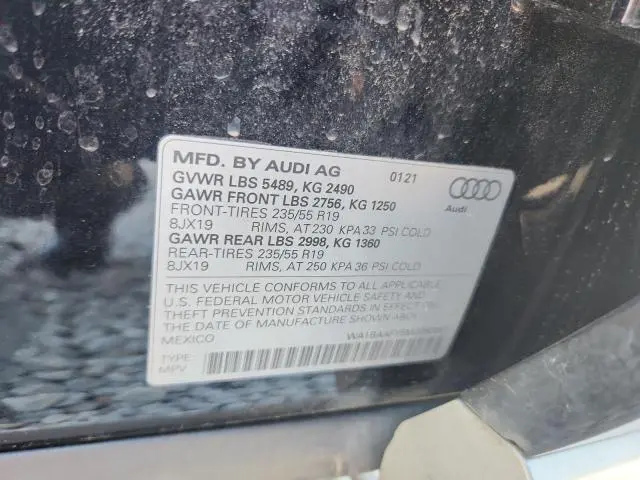 MFD. BY AUDI AG 0121
GVWR LBS 5489, KG 2490
GAWR FRONT LBS 2756, KG 1250
FRONT-TIRES 235/55 R19
8JX19 RIMS, AT 230 KPA 33 PSI COLD
GAWR REAR LBS 2998, KG 1360
REAR-TIRES 235/55 R19
8JX19 RIMS, AT 250 KPA 36 PSI COLD
Audi
THIS VEHICLE CONFORMS TO ALL APPLICABLE
U.S. FEDERAL MOTOR VEHICLE SAFETY AND
THEFT PREVENTION STANDARDS IN EFFECT ON
THE DATE OF MANUFACTURE SHOWN ABOVE.
MEXICO
TYPE:
MPV